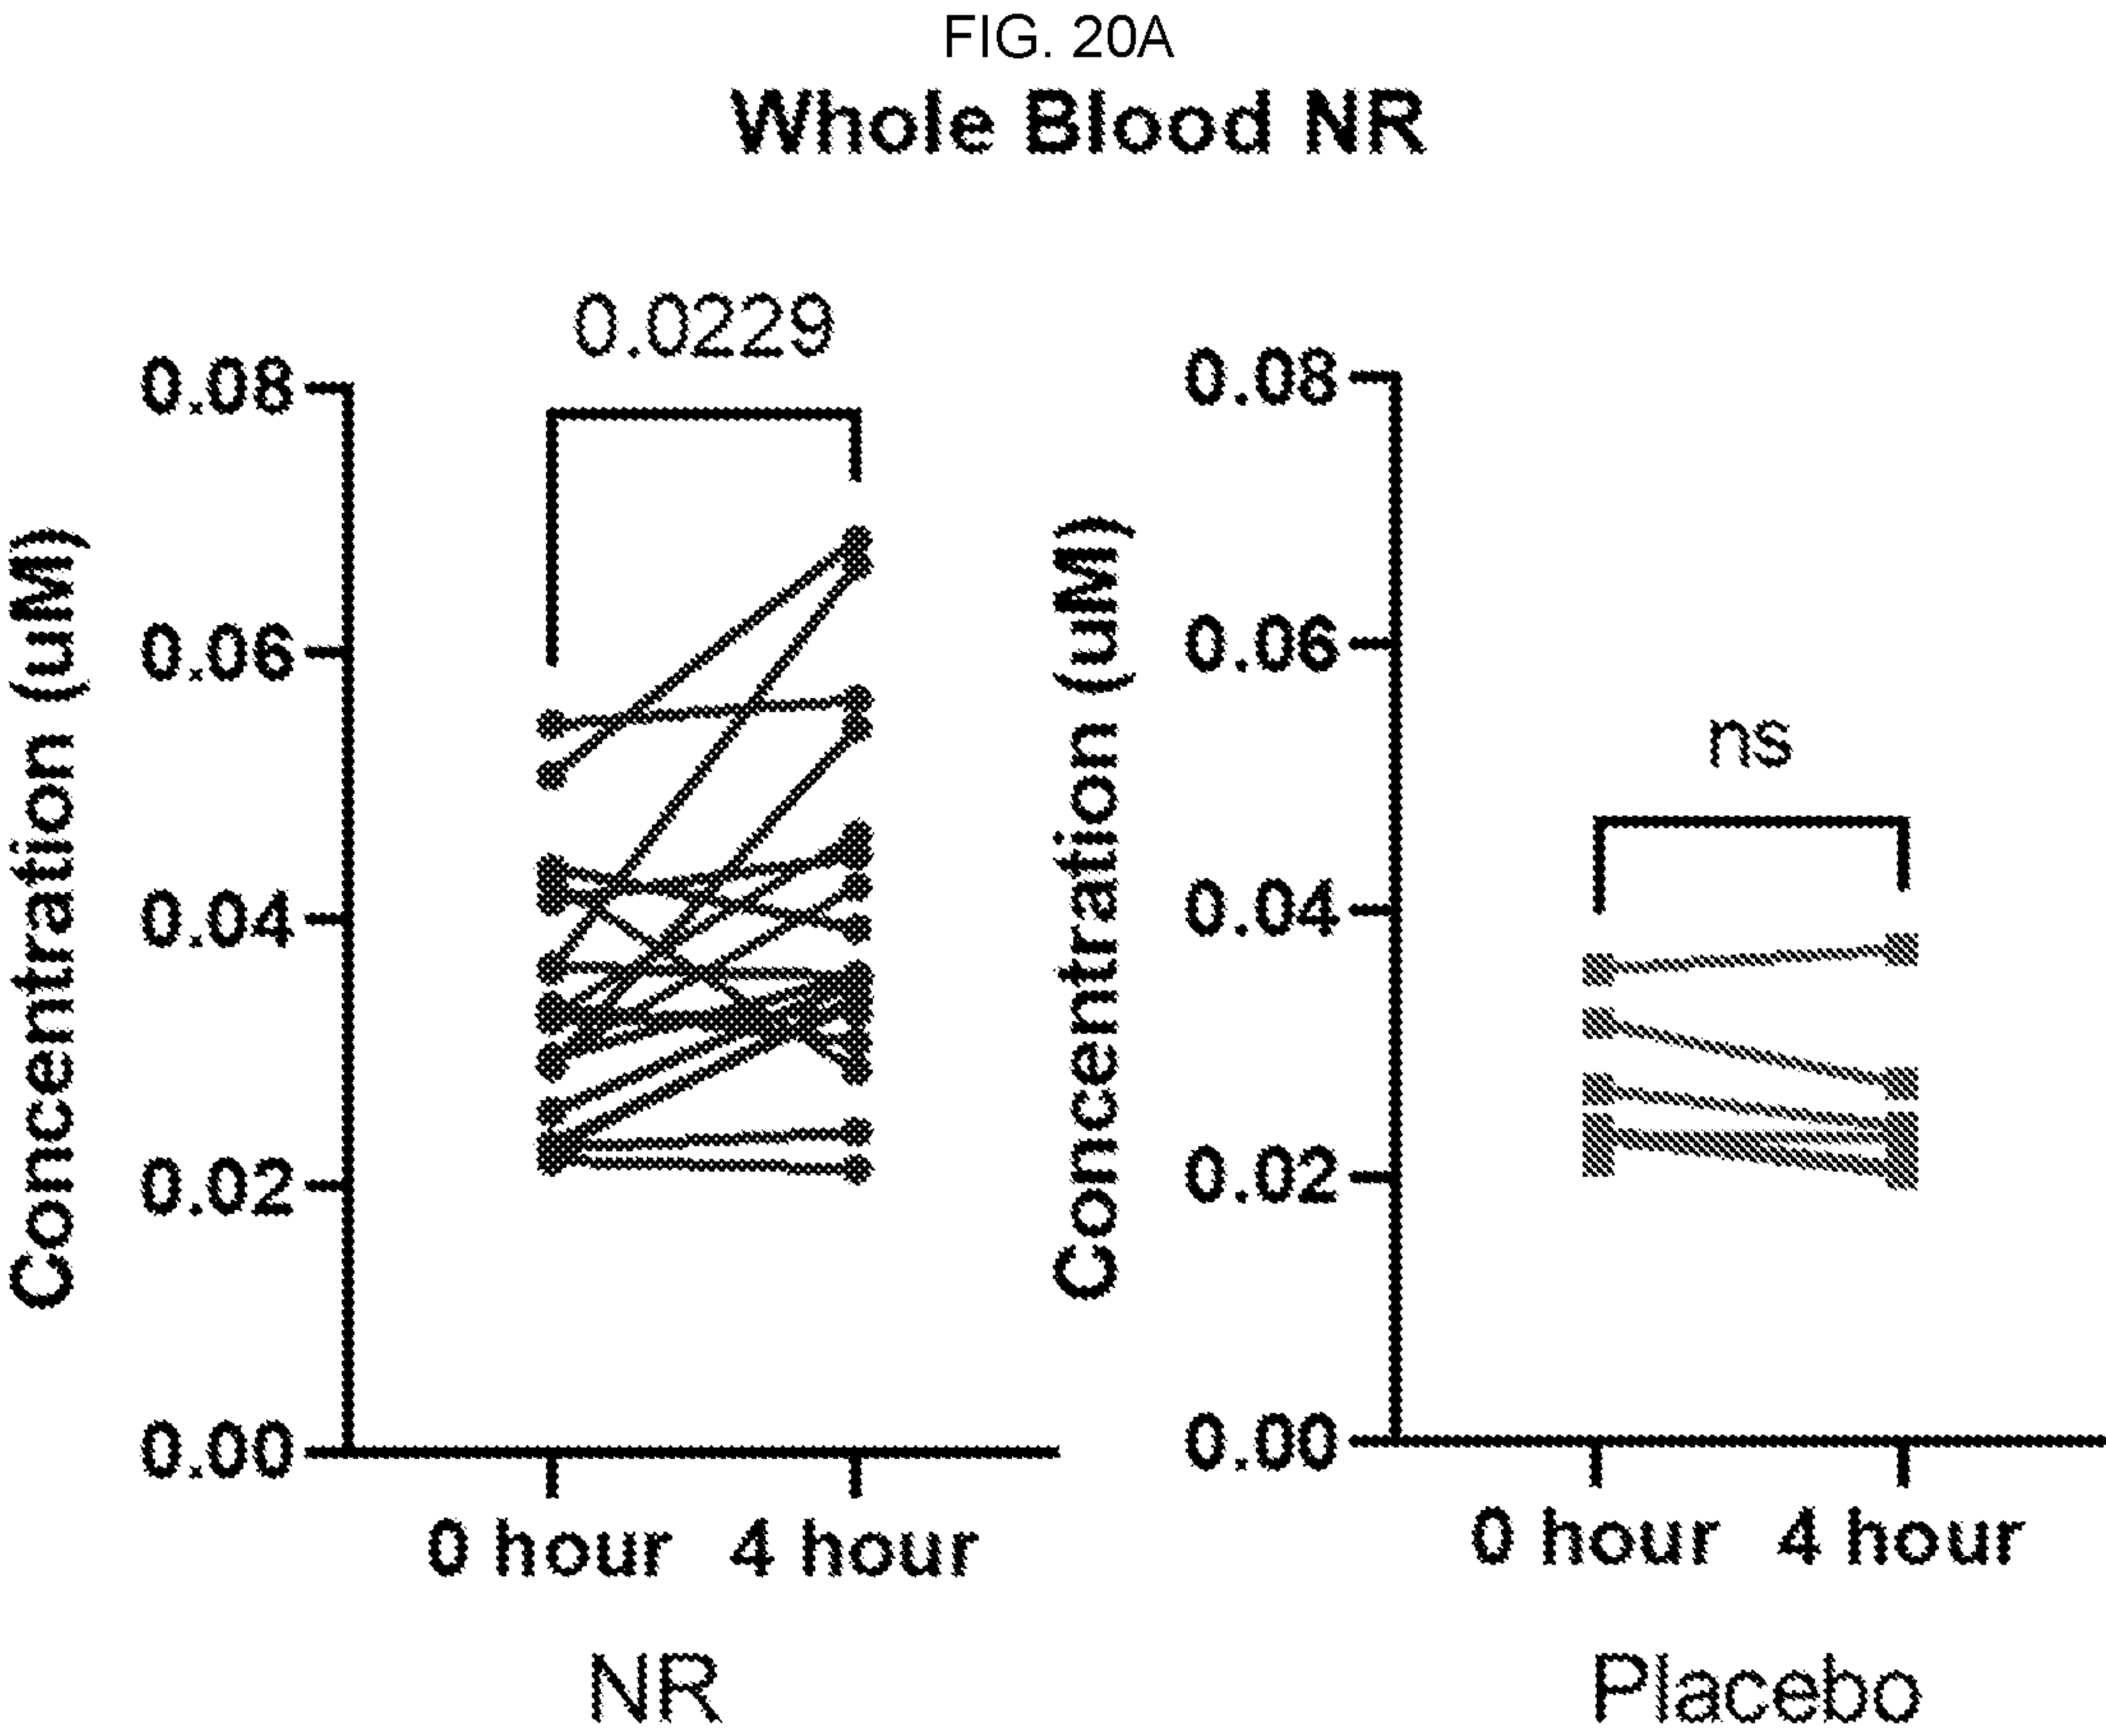 FIG. 20A
Whole Blood NR
0.0229
Concentration (uM)
0.08
0.06
0.04
0.02
0.00
0 hour 4 hour
NR
ns
Concentration (uM)
0.08
0.06
0.04
0.02
0.00
0 hour 4 hour
Placebo